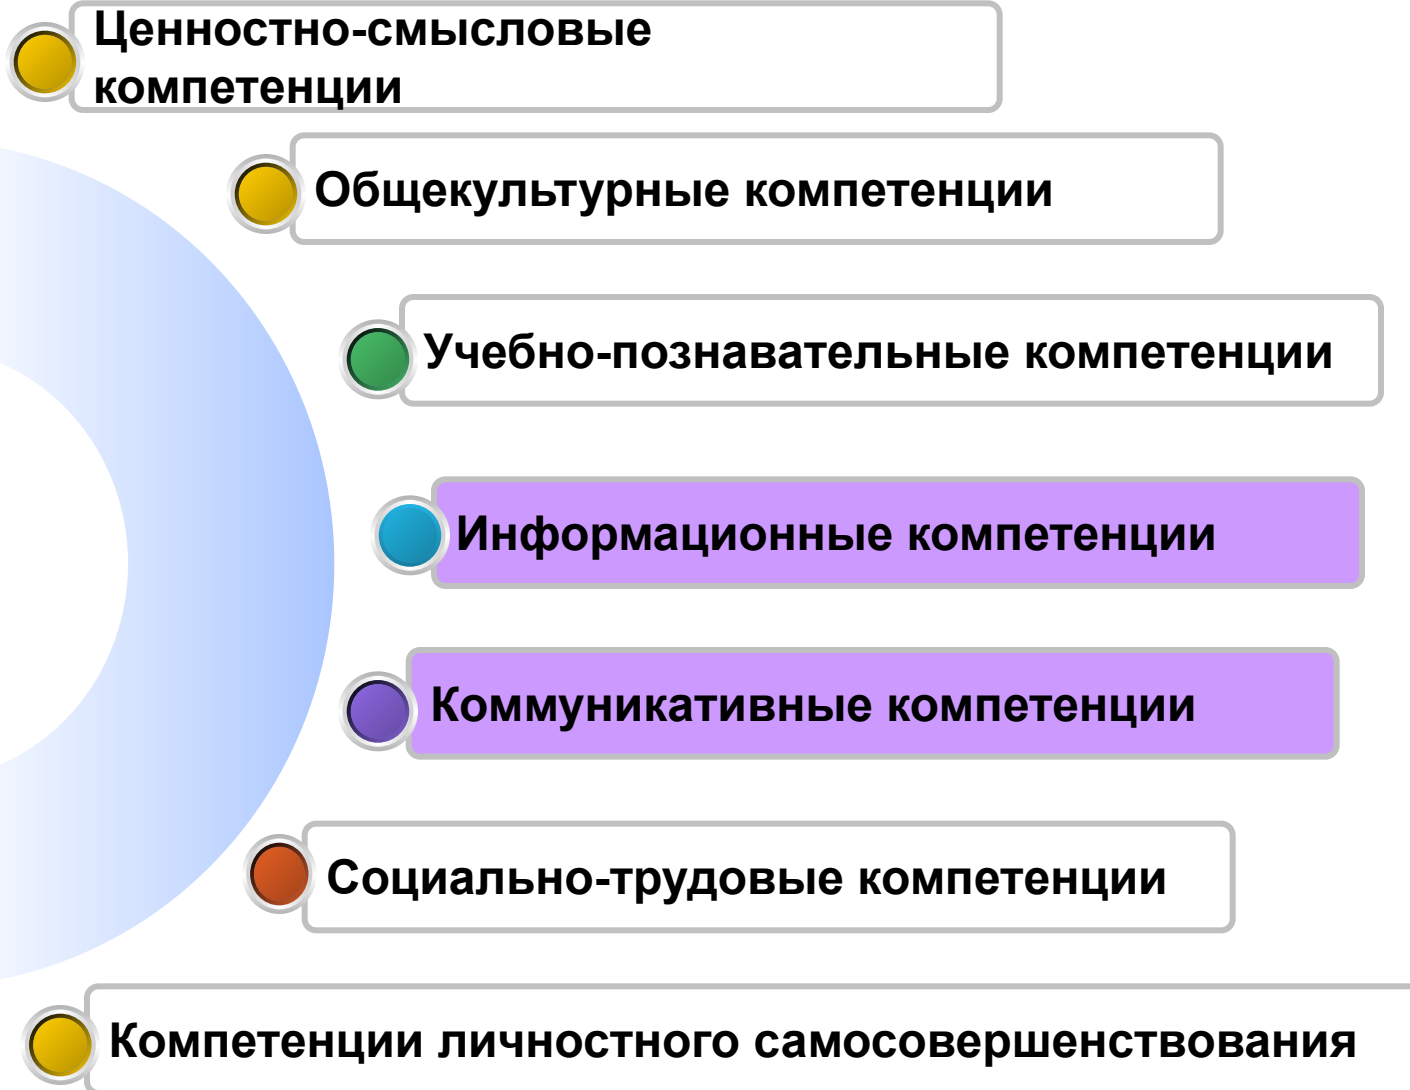 Ценностно-смысловые
компетенции
Общекультурные компетенции
Учебно-познавательные компетенции
Информационные компетенции
Коммуникативные компетенции
Социально-трудовые компетенции
Компетенции личностного самосовершенствования